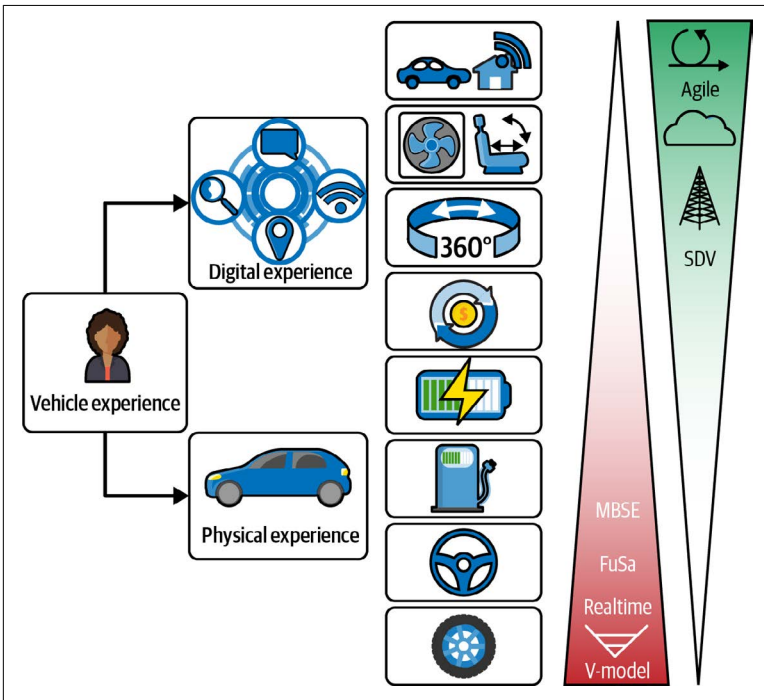 Vehicle experience
Digital experience
Physical experience
360°
$
Agile
SDV
MBSE
FuSa
Realtime
V-model